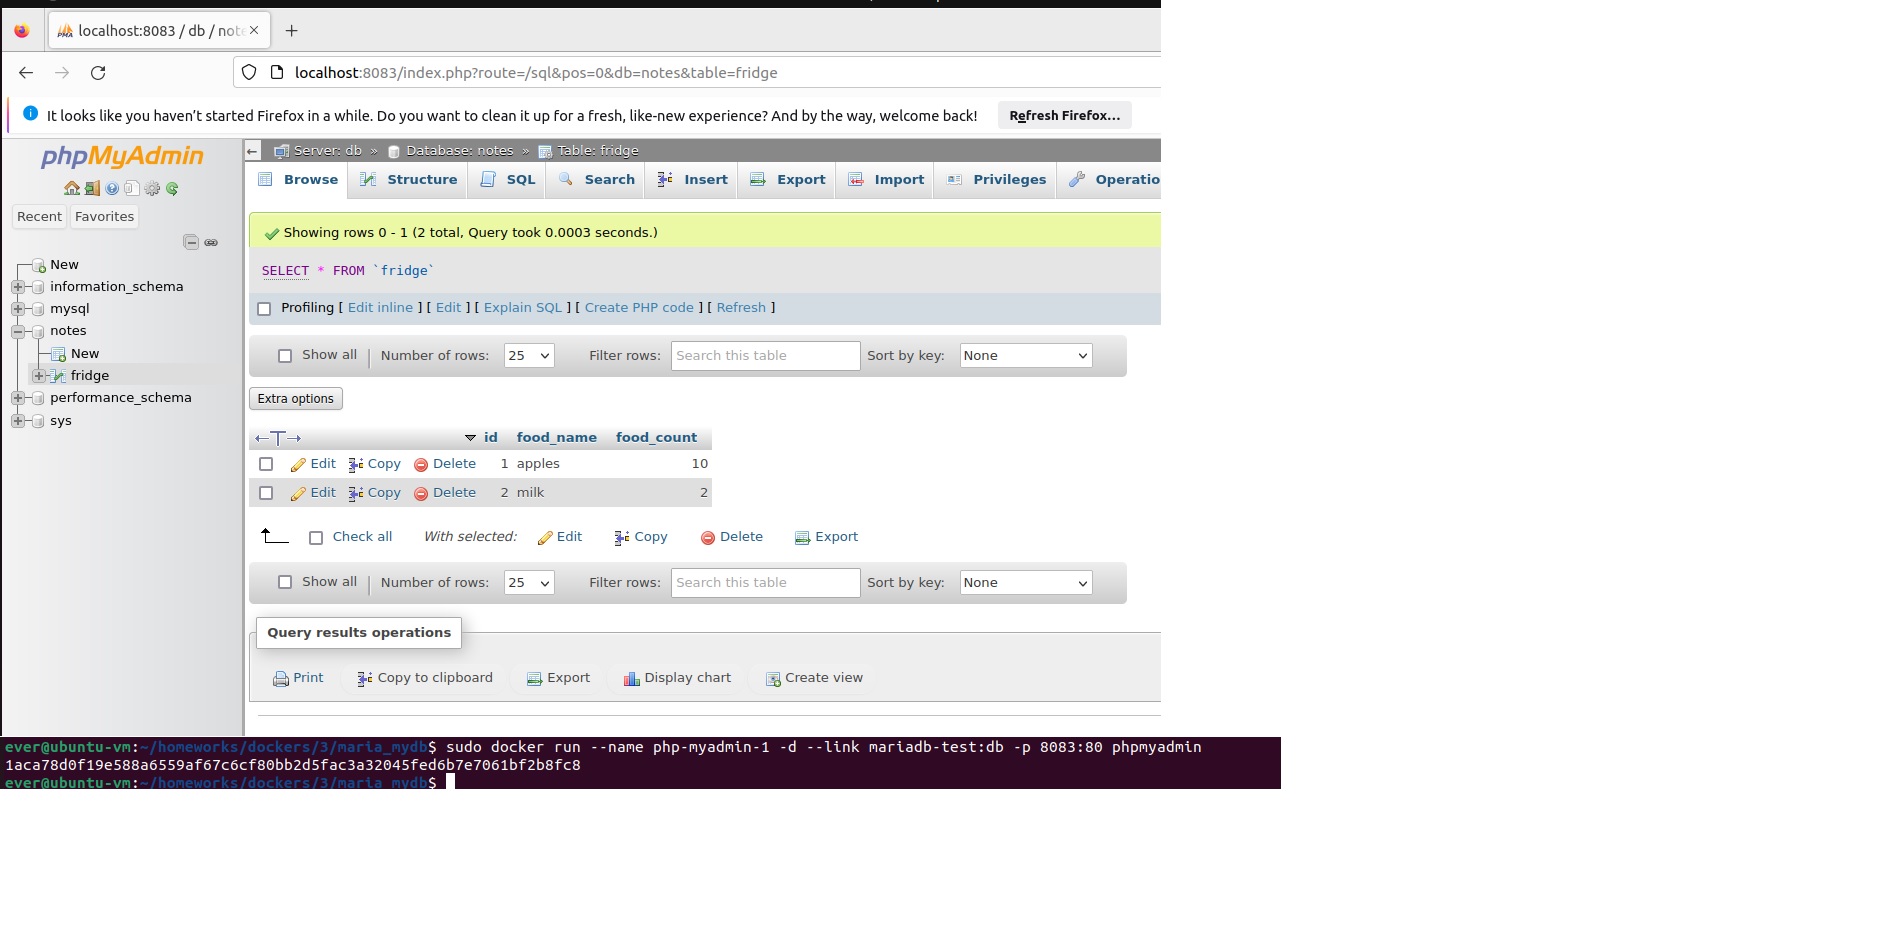 localhost:8083 / db / note
localhost:8083/index.php?route=/sql&pos=0&db=notes&table=fridge
It looks like you haven’t started Firefox in a while. Do you want to clean it up for a fresh, like-new experience? And by the way, welcome back! Refresh Firefox...
phpMyAdmin
Recent Favorites
New
information_schema
mysql
notes
New
fridge
performance_schema
sys
Server: db » Database: notes » Table: fridge
Browse Structure SQL Search Insert Export Import Privileges Operatio
Showing rows 0 - 1 (2 total, Query took 0.0003 seconds.)
SELECT * FROM `fridge`
Profiling [ Edit inline ] [ Edit ] [ Explain SQL ] [ Create PHP code ] [ Refresh ]
Show all Number of rows: 25 Filter rows: Search this table Sort by key: None
Extra options
←T→ id food_name food_count
Edit Copy Delete 1 apples 10
Edit Copy Delete 2 milk 2
Check all With selected: Edit Copy Delete Export
Show all Number of rows: 25 Filter rows: Search this table Sort by key: None
Query results operations
Print Copy to clipboard Export Display chart Create view
ever@ubuntu-vm:~/homeworks/dockers/3/maria_mydb$ sudo docker run --name php-myadmin-1 -d --link mariadb-test:db -p 8083:80 phpmyadmin
1aca78d0f19e588a6559af67c6cf80bb2d5fac3a32045fed6b7e7061bf2b8fc8
ever@ubuntu-vm:~/homeworks/dockers/3/maria_mydb$